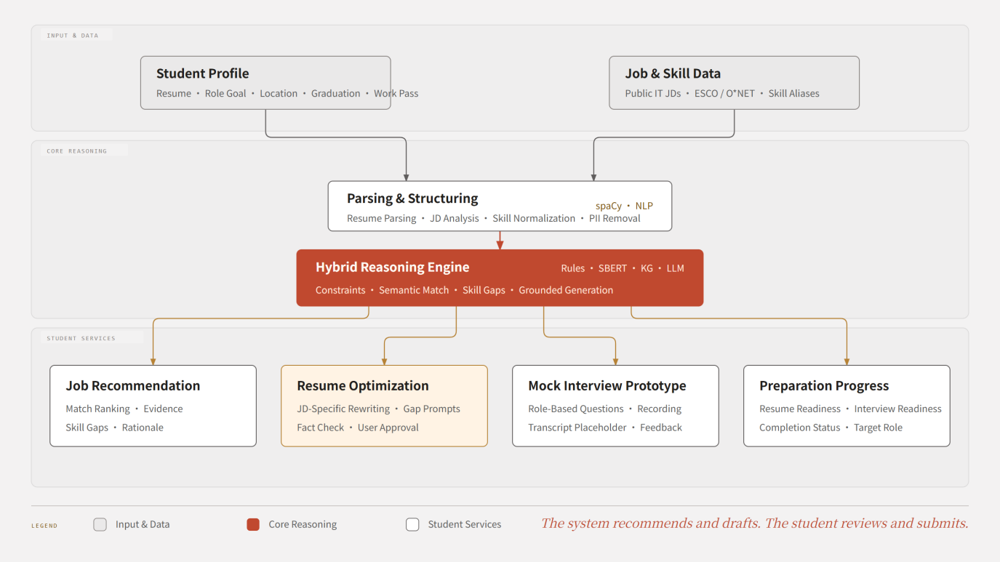 INPUT & DATA
Student Profile
Resume • Role Goal • Location • Graduation • Work Pass
Job & Skill Data
Public IT JDs • ESCO / O*NET • Skill Aliases
CORE REASONING
Parsing & Structuring
spaCy • NLP
Resume Parsing • JD Analysis • Skill Normalization • PII Removal
Hybrid Reasoning Engine
Rules • SBERT • KG • LLM
Constraints • Semantic Match • Skill Gaps • Grounded Generation
STUDENT SERVICES
Job Recommendation
Match Ranking • Evidence
Skill Gaps • Rationale
Resume Optimization
JD-Specific Rewriting • Gap Prompts
Fact Check • User Approval
Mock Interview Prototype
Role-Based Questions • Recording
Transcript Placeholder • Feedback
Preparation Progress
Resume Readiness • Interview Readiness
Completion Status • Target Role
LEGEND
Input & Data
Core Reasoning
Student Services
The system recommends and drafts. The student reviews and submits.